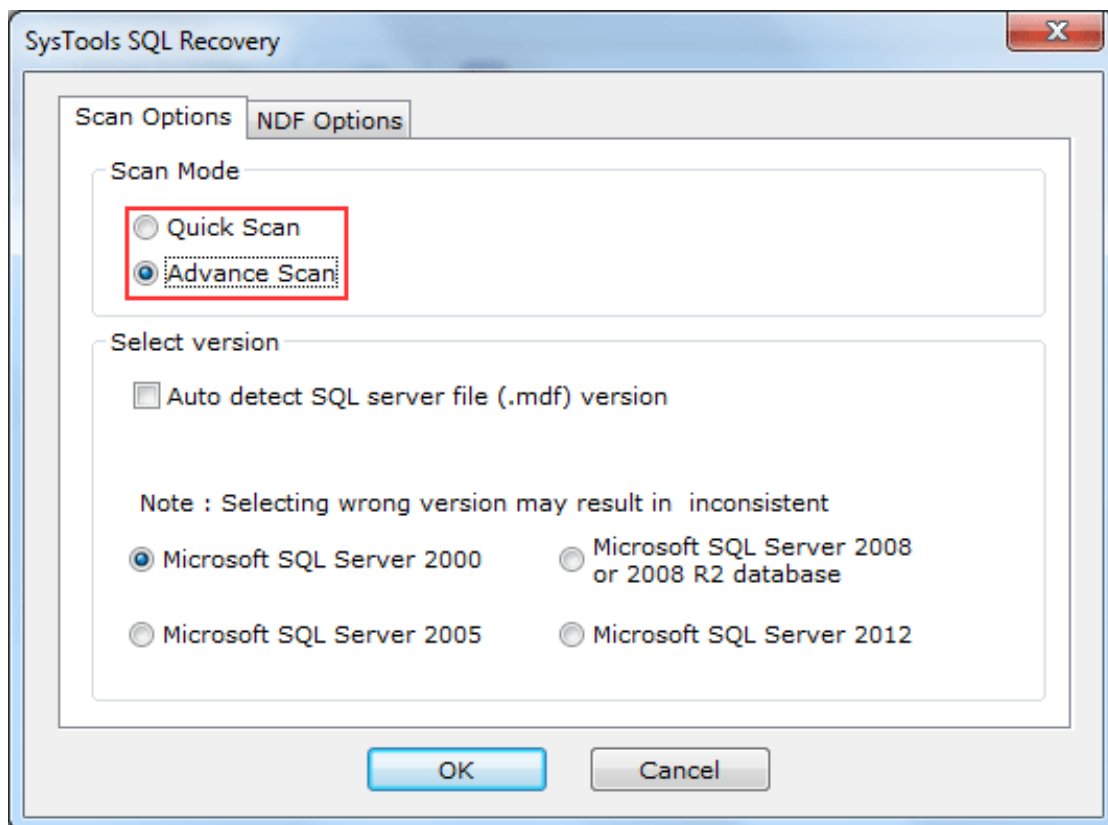 SysTools SQL Recovery
Scan Options
NDF Options
Scan Mode
Quick Scan
Advance Scan
Select version
Auto detect SQL server file (.mdf) version
Note : Selecting wrong version may result in  inconsistent
Microsoft SQL Server 2000
Microsoft SQL Server 2008
or 2008 R2 database
Microsoft SQL Server 2005
Microsoft SQL Server 2012
OK
Cancel